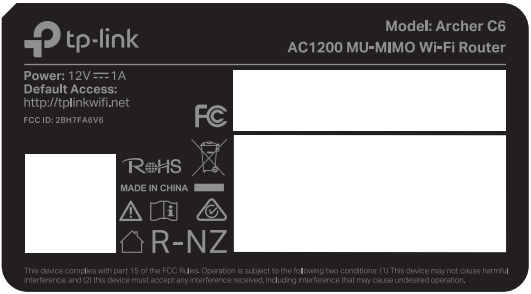 tp-link
Model: Archer C6
AC1200 MU-MIMO Wi-Fi Router
Power: 12V⎓1A
Default Access:
http://tplinkwifi.net
FCC ID: 2BH7FA6V6
FC
RoHS
MADE IN CHINA
R-NZ
This device complies with part 15 of the FCC Rules. Operation is subject to the following two conditions: (1) This device may not cause harmful
interference, and (2) this device must accept any interference received, including interference that may cause undesired operation.